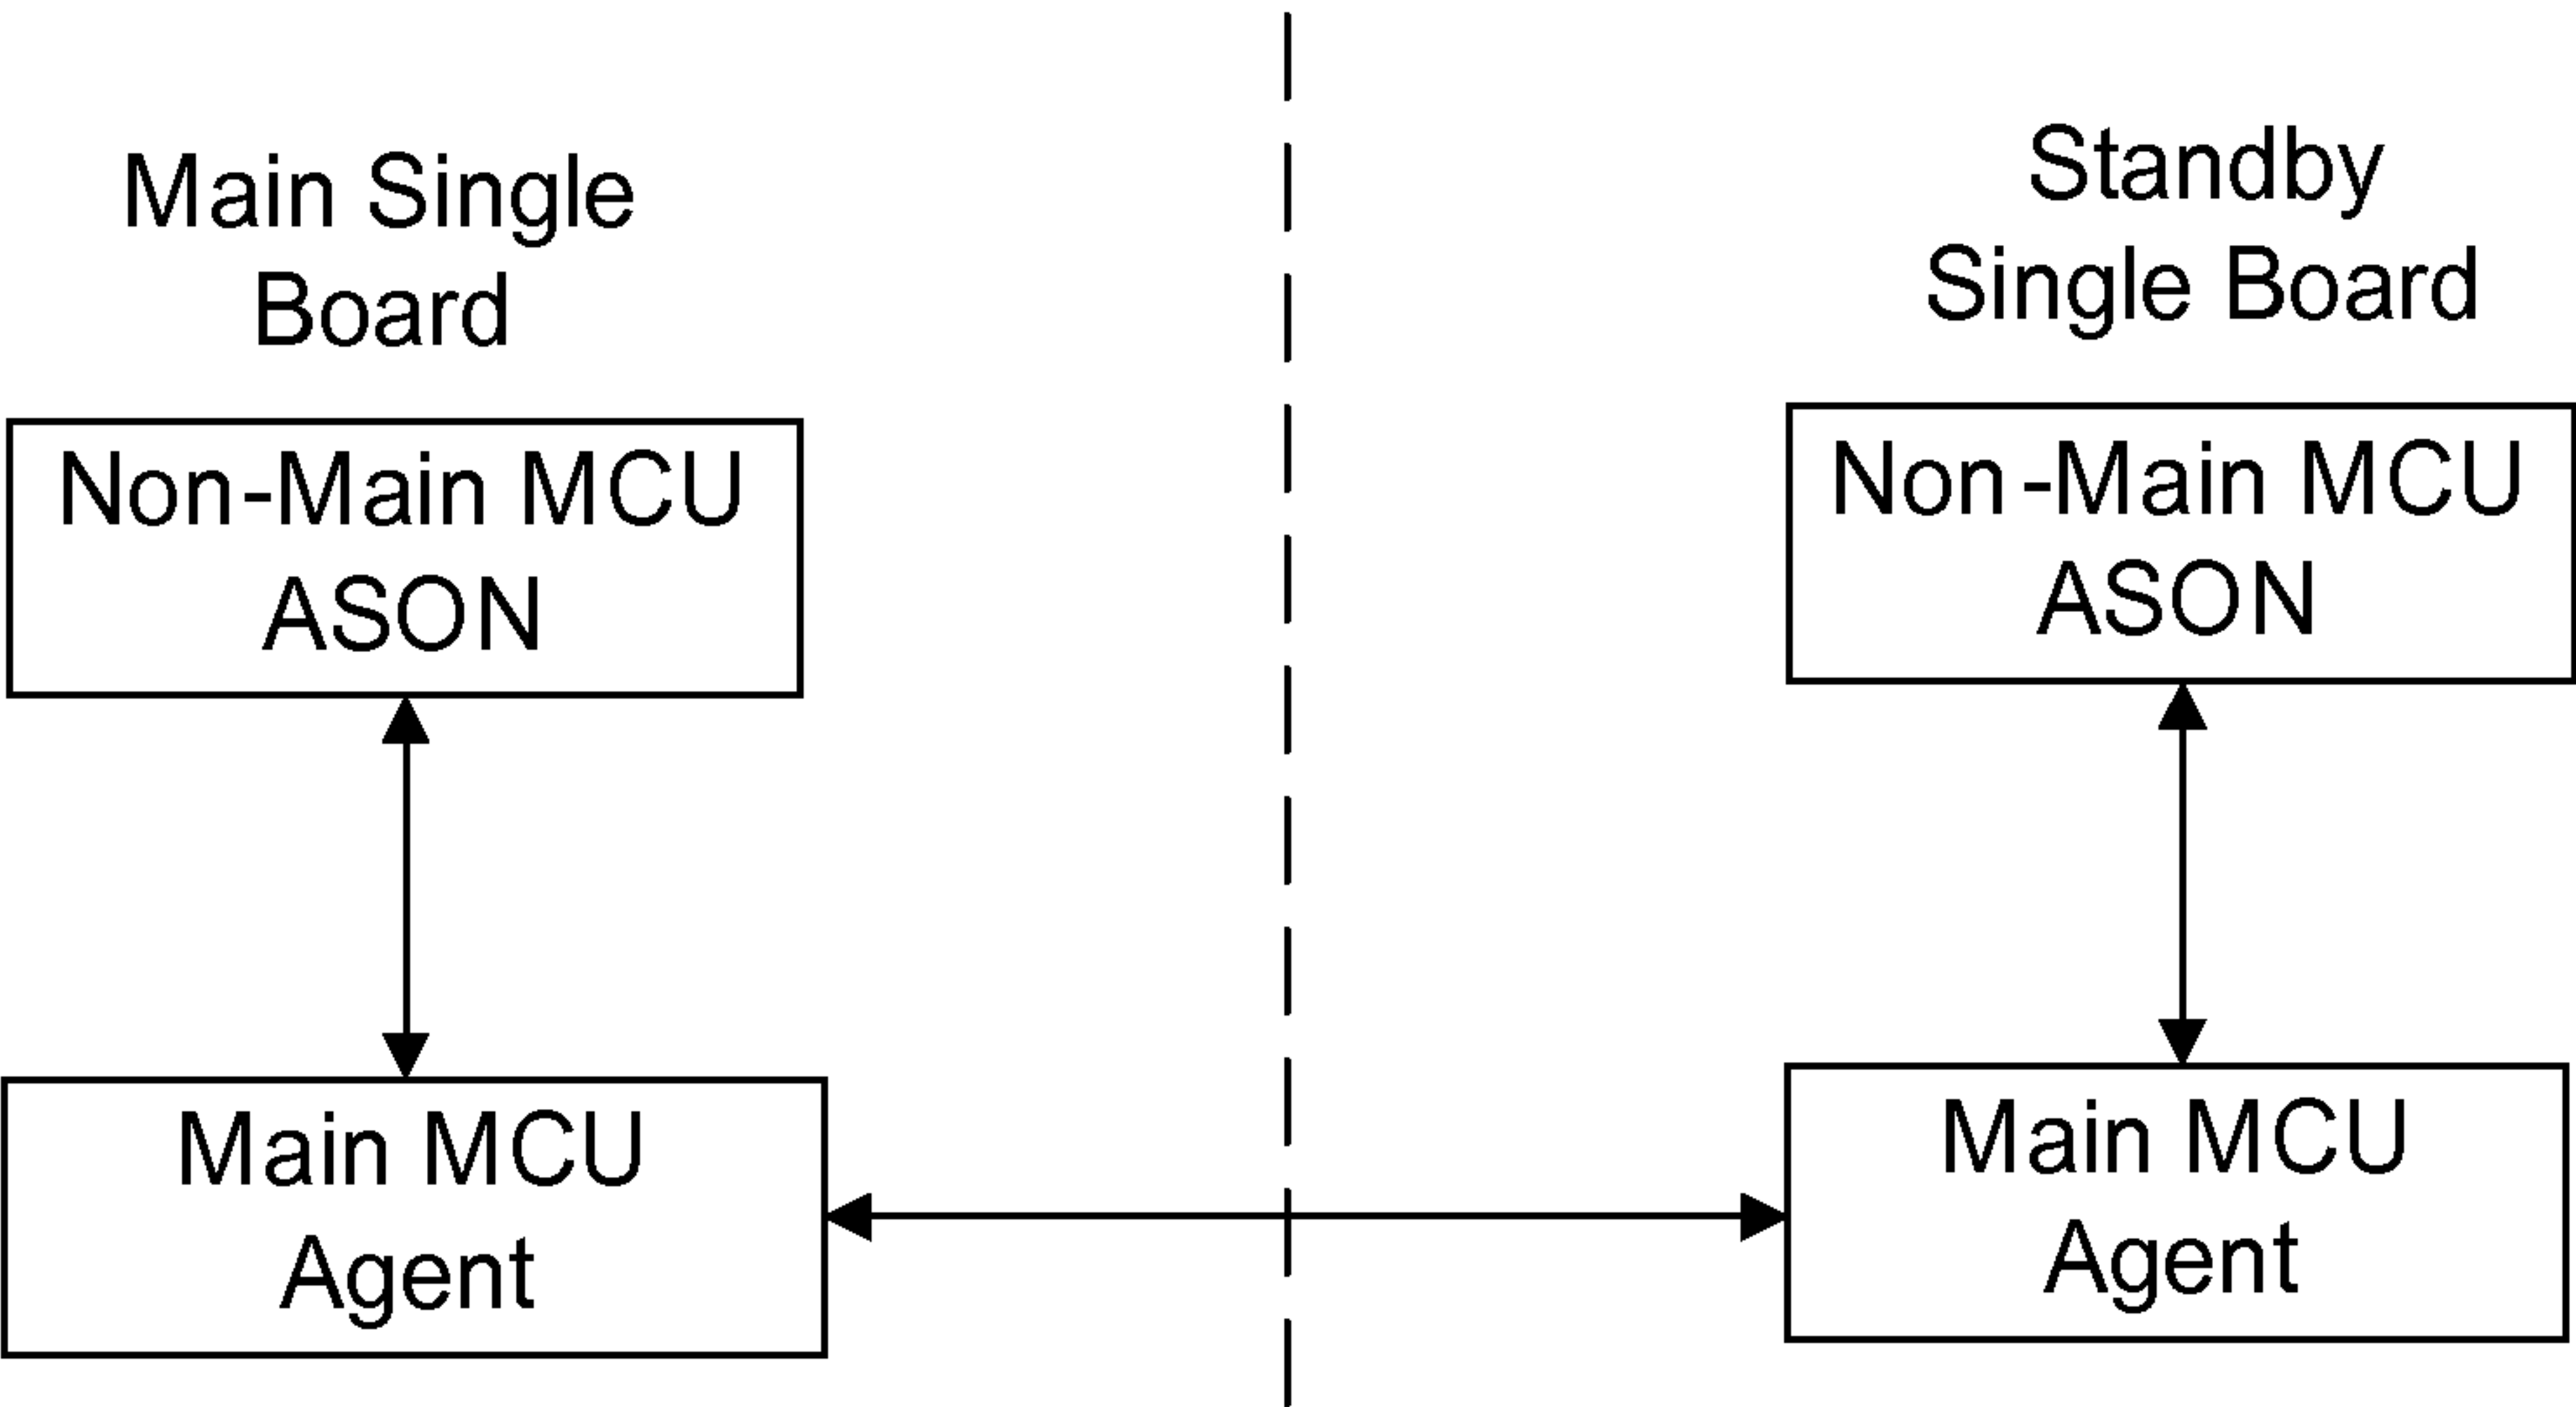 Main Single
Board
Non-Main MCU
ASON
Main MCU
Agent
Standby
Single Board
Non-Main MCU
ASON
Main MCU
Agent